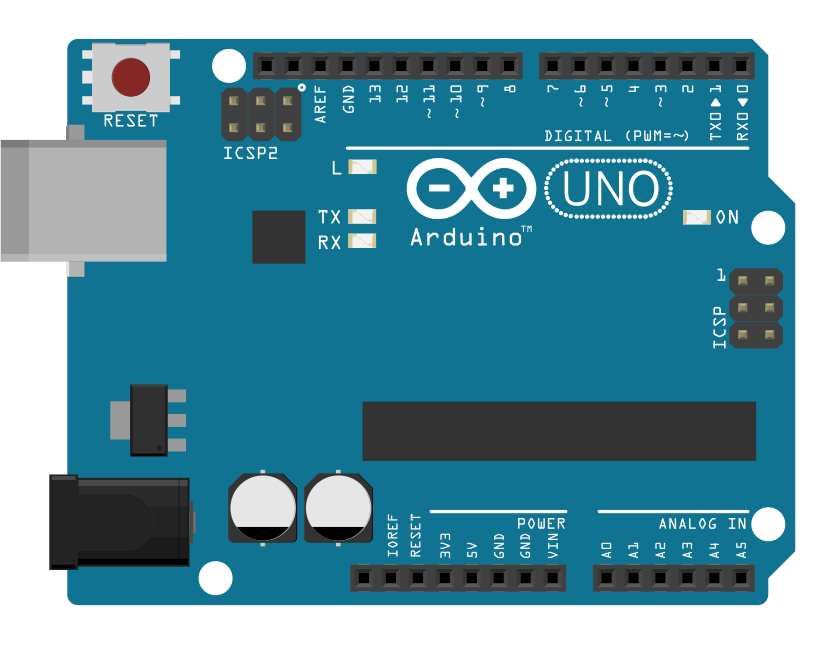 RESET
AREF
GND
13
12
~11
~10
~9
8
7
~6
~5
4
~3
2
TX0▶1
RX0◀0
DIGITAL (PWM=~)
ICSP2
L
TX
RX
UNO
ON
Arduino™
1
ICSP
POWER
ANALOG IN
IOREF
RESET
3V3
5V
GND
GND
VIN
A0
A1
A2
A3
A4
A5